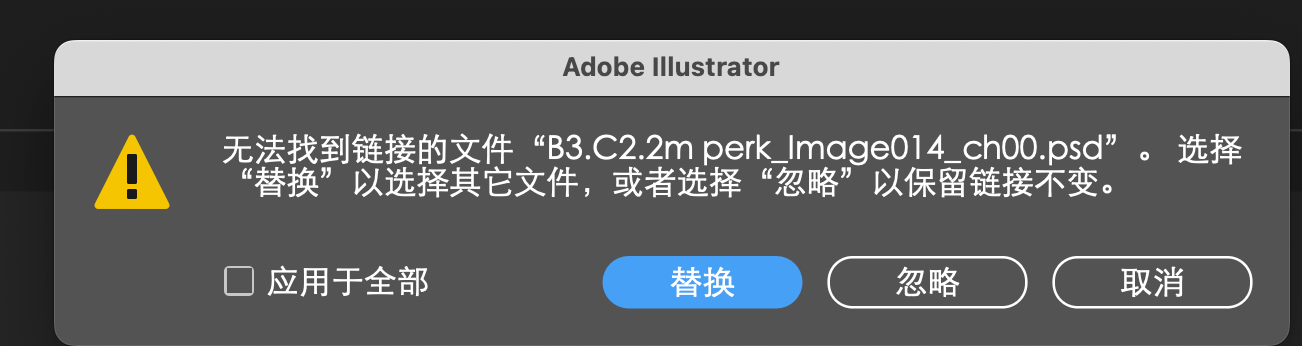 Adobe Illustrator
无法找到链接的文件“B3.C2.2m perk_Image014_ch00.psd”。 选择
“替换”以选择其它文件，或者选择“忽略”以保留链接不变。
应用于全部
替换
忽略
取消